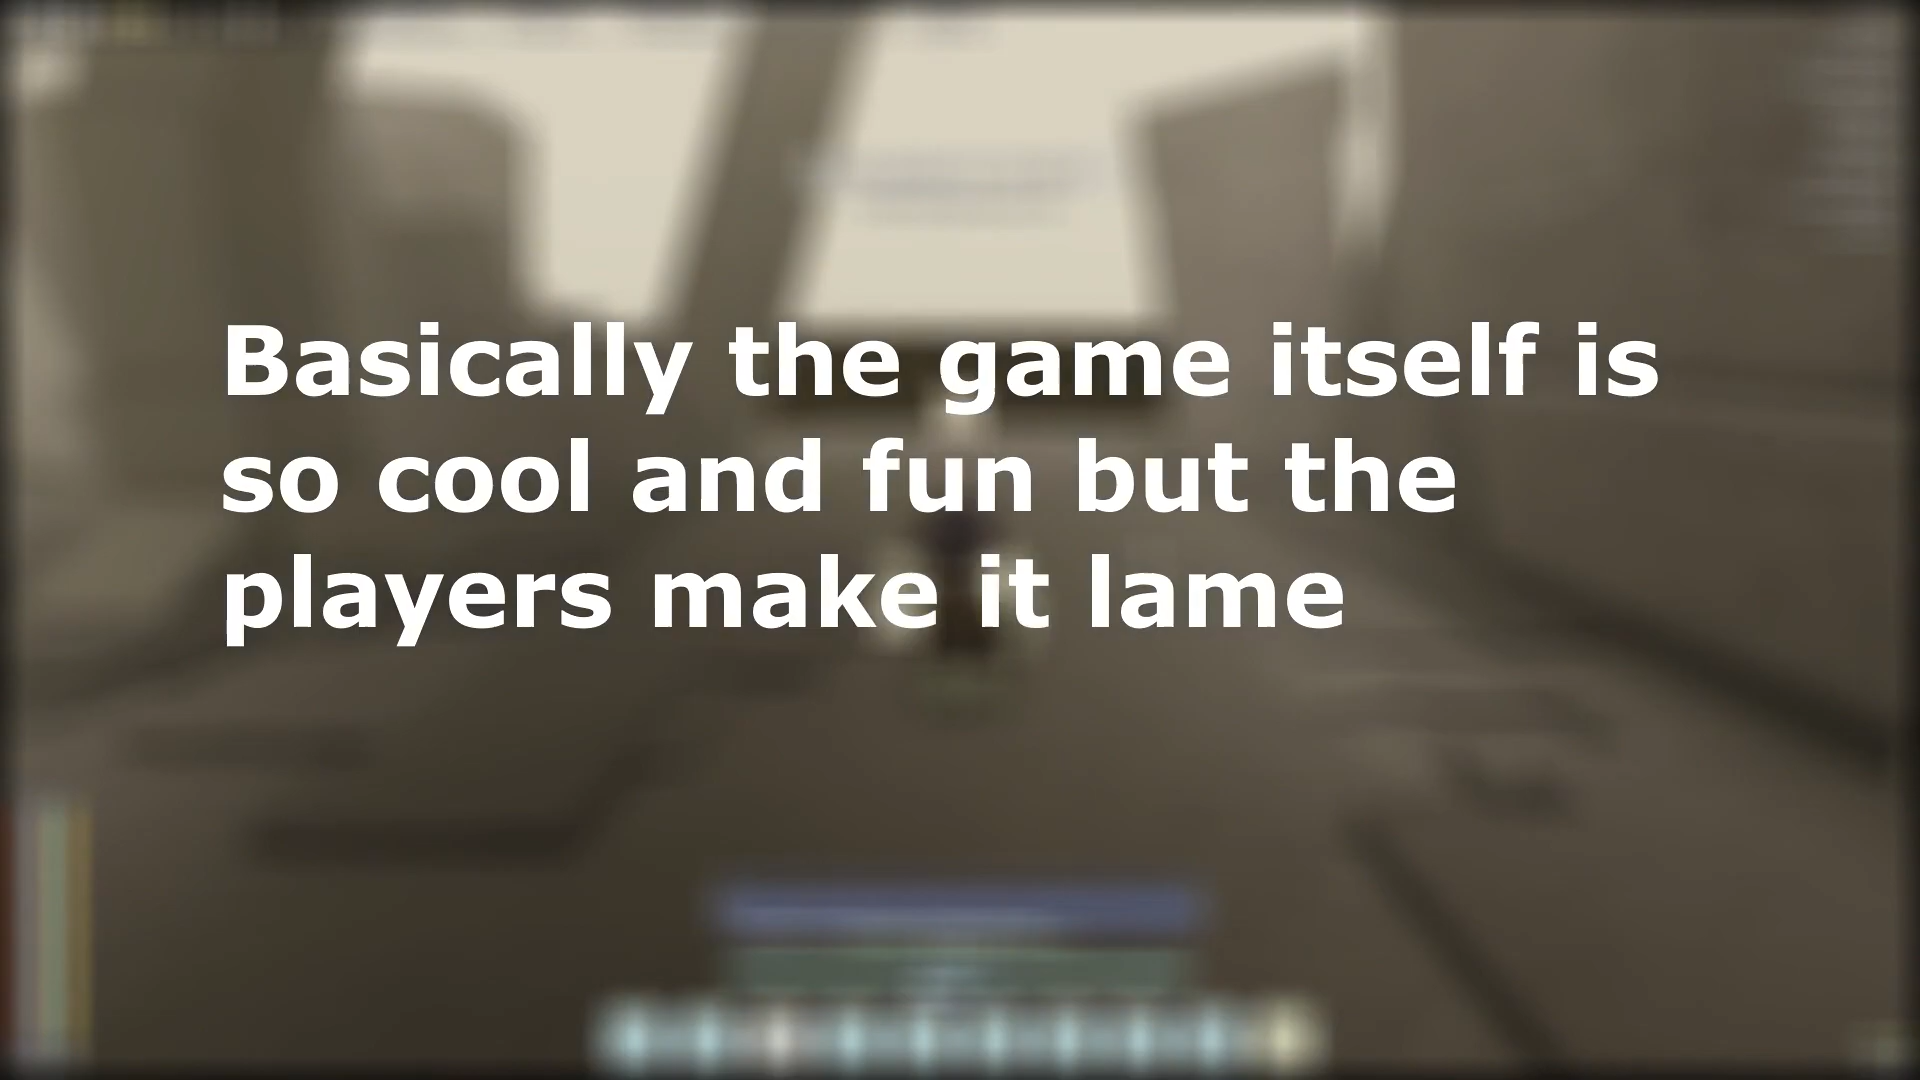 Basically the game itself is
so cool and fun but the
players make it lame